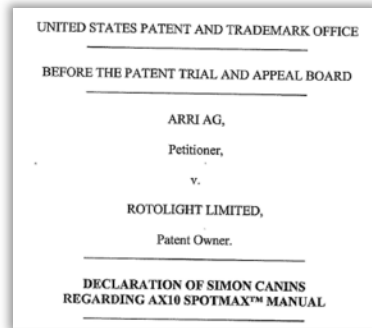 UNITED STATES PATENT AND TRADEMARK OFFICE
BEFORE THE PATENT TRIAL AND APPEAL BOARD
ARRI AG,
Petitioner,
v.
ROTOLIGHT LIMITED,
Patent Owner.
DECLARATION OF SIMON CANINS
REGARDING AX10 SPOTMAX™ MANUAL